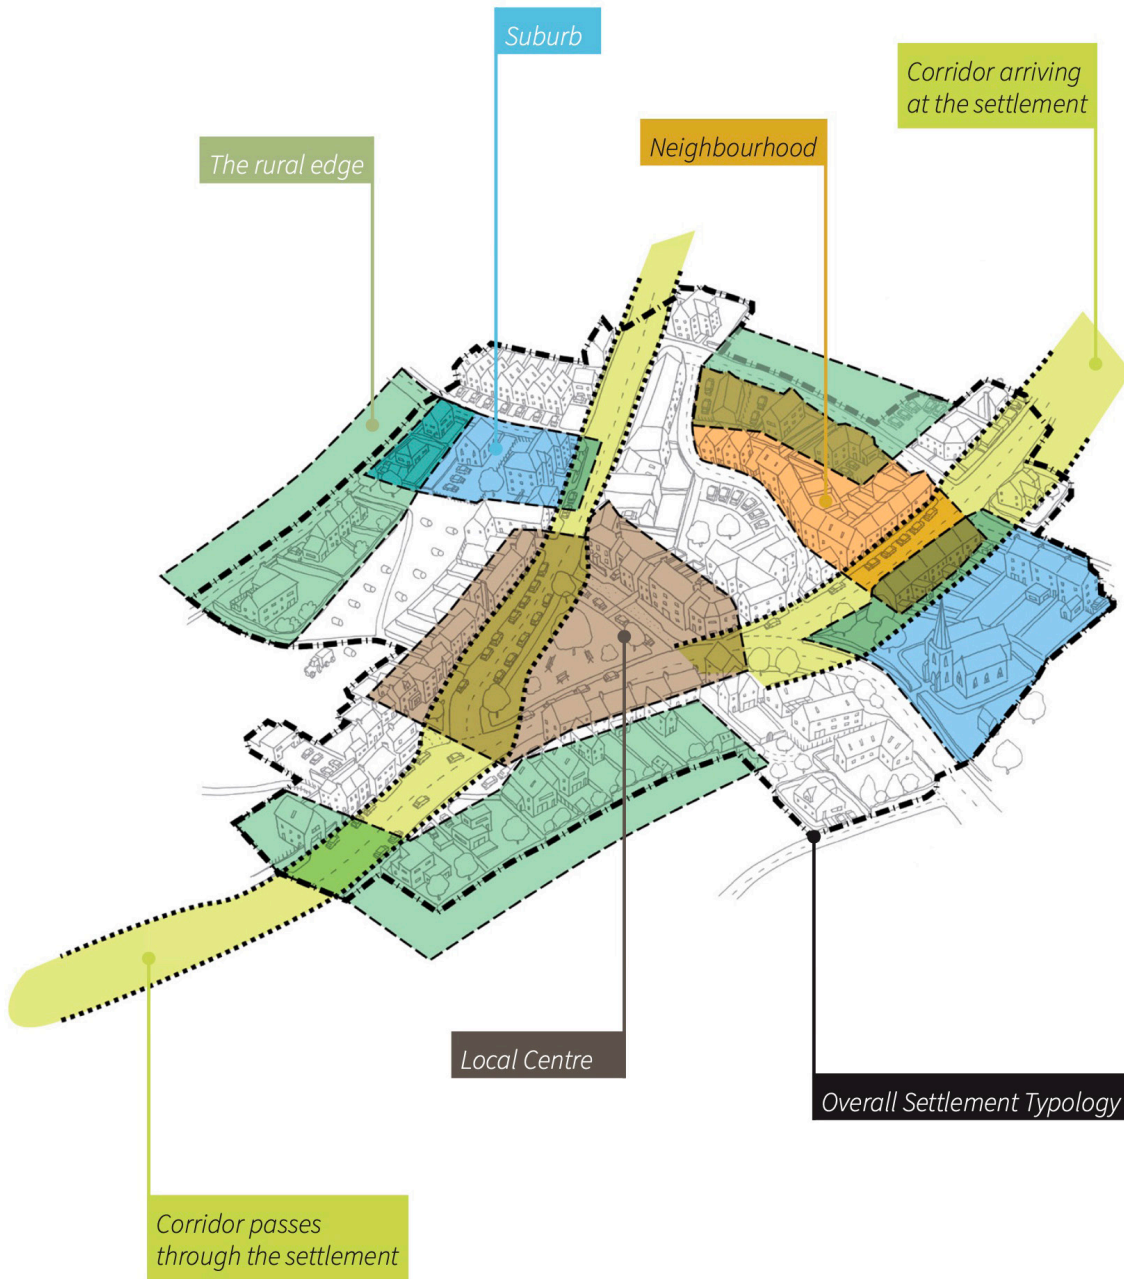 Suburb
Corridor arriving
at the settlement
Neighbourhood
The rural edge
Local Centre
Overall Settlement Typology
Corridor passes
through the settlement